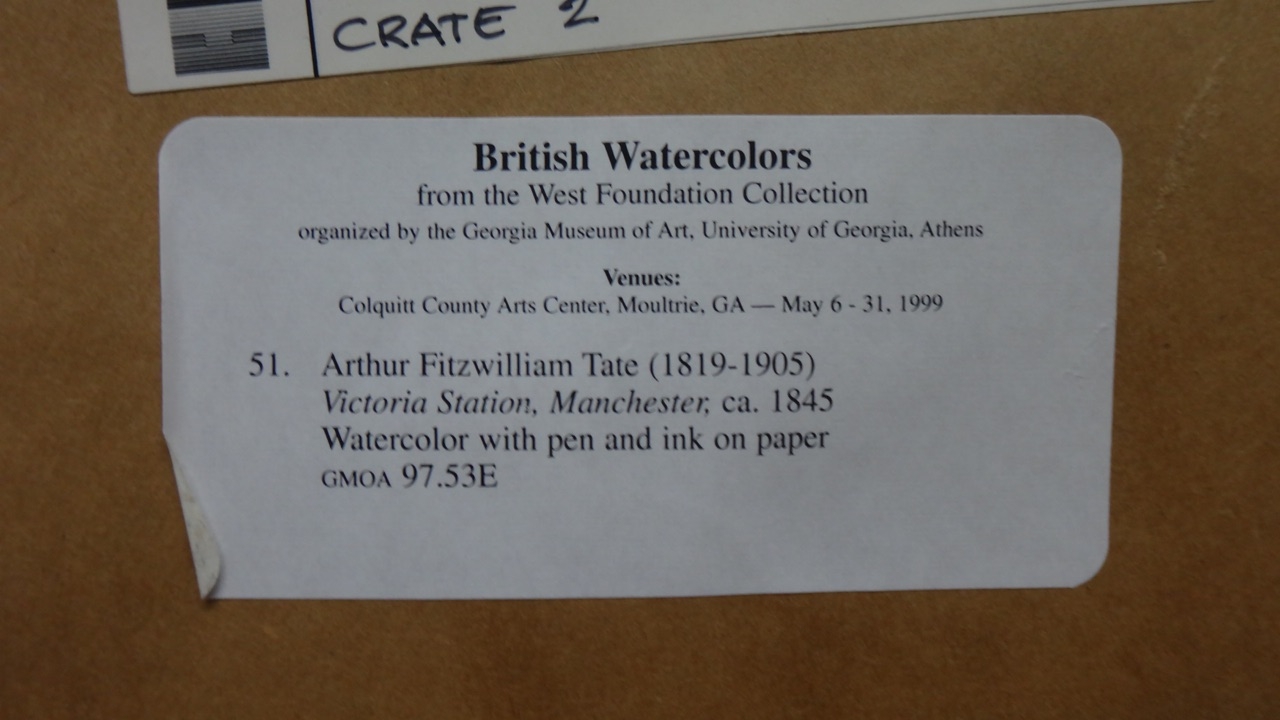 CRATE 2
British Watercolors
from the West Foundation Collection
organized by the Georgia Museum of Art, University of Georgia, Athens
Venues:
Colquitt County Arts Center, Moultrie, GA — May 6 - 31, 1999
51. Arthur Fitzwilliam Tate (1819-1905)
Victoria Station, Manchester, ca. 1845
Watercolor with pen and ink on paper
GMOA 97.53E